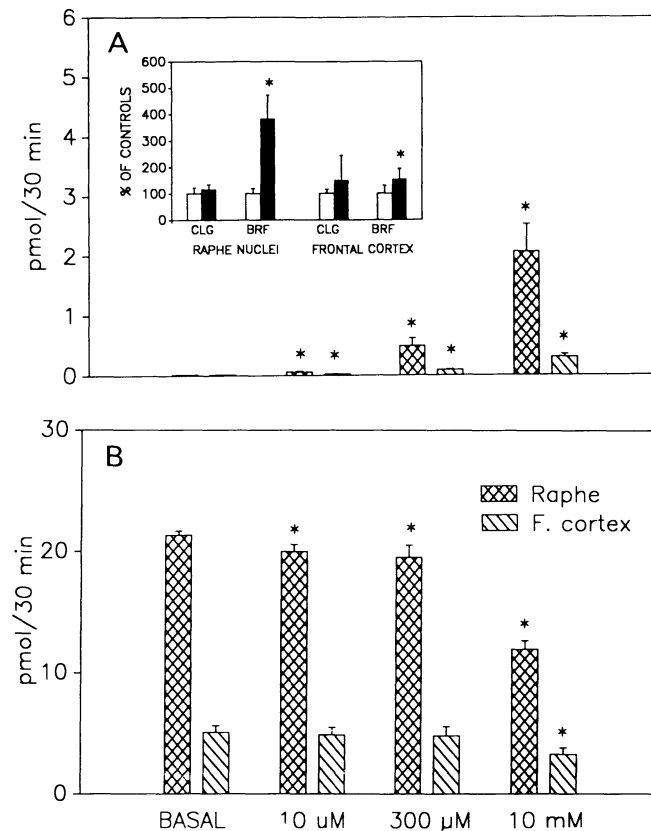 6
A
600
500
400
300
200
100
0
% OF CONTROLS
*
*
CLG BRF CLG BRF
RAPHE NUCLEI FRONTAL CORTEX
5
4
3
2
1
0
pmol/30 min
* * * * * *
30
B
Raphe
F. cortex
20
10
0
pmol/30 min
* * * *
BASAL 10 uM 300 μM 10 mM